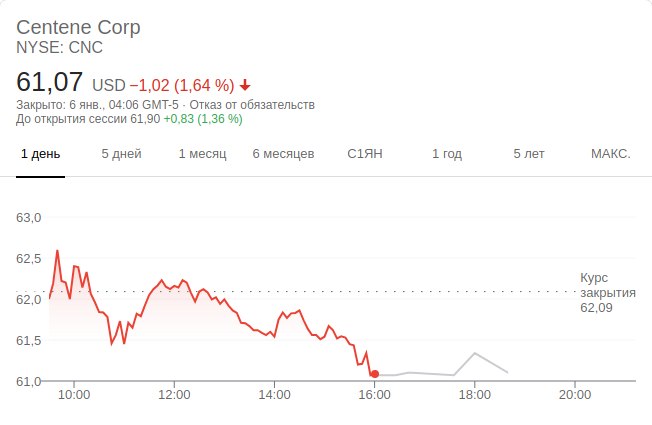 Centene Corp
NYSE: CNC
61,07 USD −1,02 (1,64 %)
Закрыто: 6 янв., 04:06 GMT-5 · Отказ от обязательств
До открытия сессии 61,90 +0,83 (1,36 %)
1 день 5 дней 1 месяц 6 месяцев С1ЯН 1 год 5 лет МАКС.
63,0
62,5
Курс
закрытия
62,09
62,0
61,5
61,0
10:00 12:00 14:00 16:00 18:00 20:00